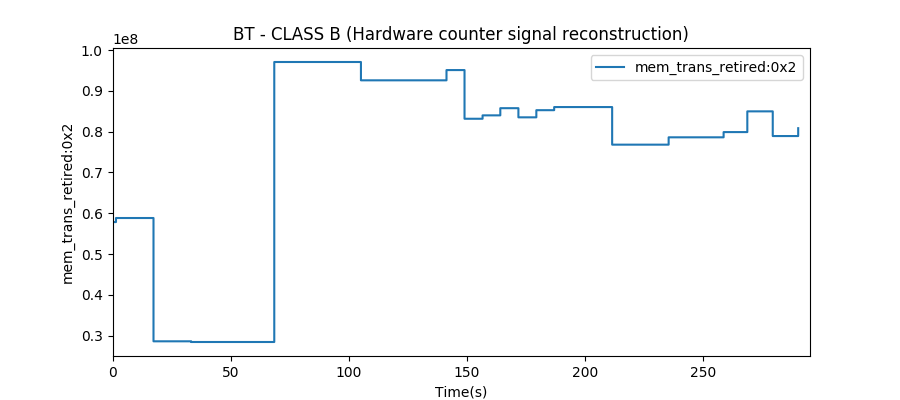 BT - CLASS B (Hardware counter signal reconstruction)
1e8
1.0
0.9
0.8
0.7
0.6
0.5
0.4
0.3
mem_trans_retired:0x2
mem_trans_retired:0x2
0 50 100 150 200 250
Time(s)